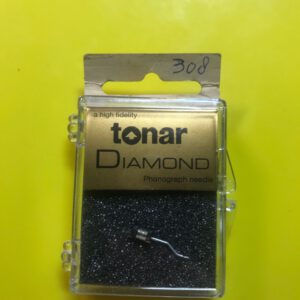 308
a high fidelity
tonar
DIAMOND
Phonograph needle